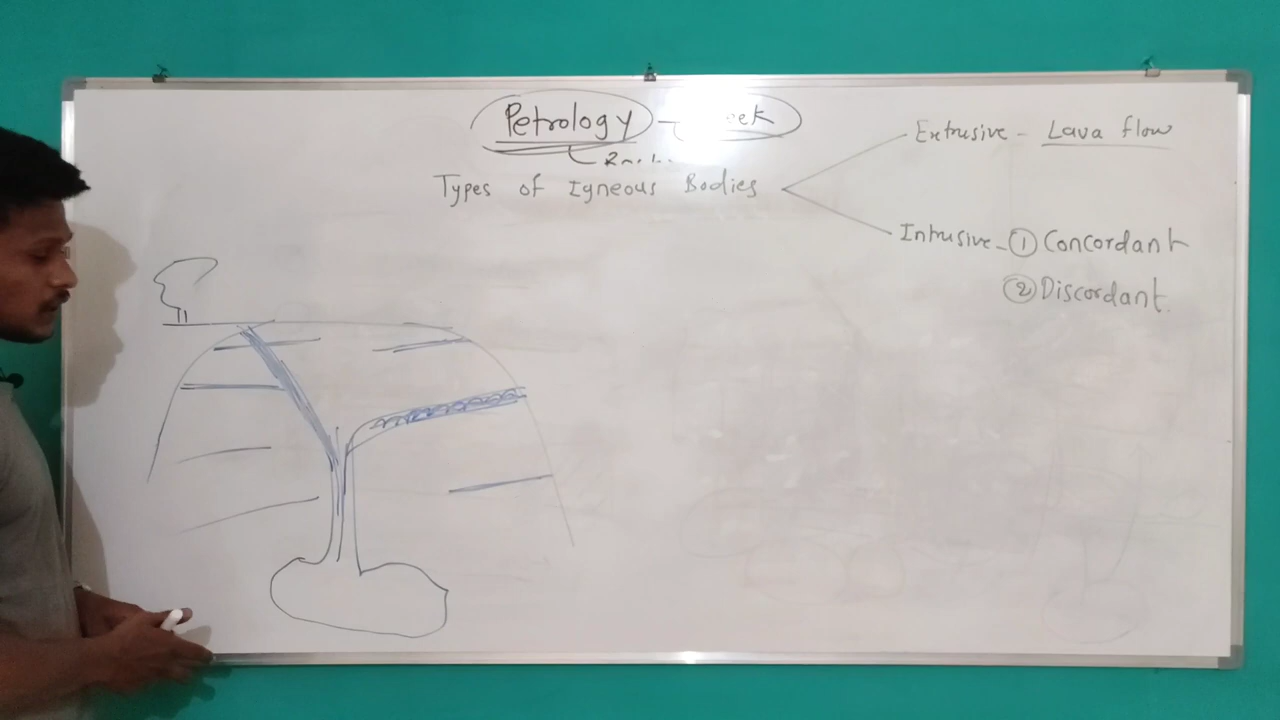 Petrology -
Types of Igneous Bodies
Extrusive - Lava flow
Intrusive - ① Concordant
② Discordant.